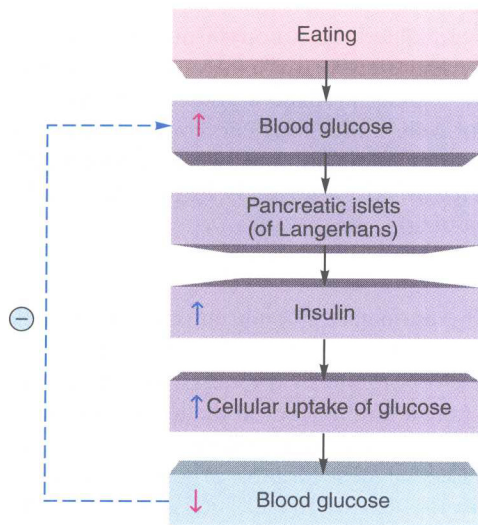 Eating
↑ Blood glucose
Pancreatic islets
(of Langerhans)
↑ Insulin
↑ Cellular uptake of glucose
↓ Blood glucose
−